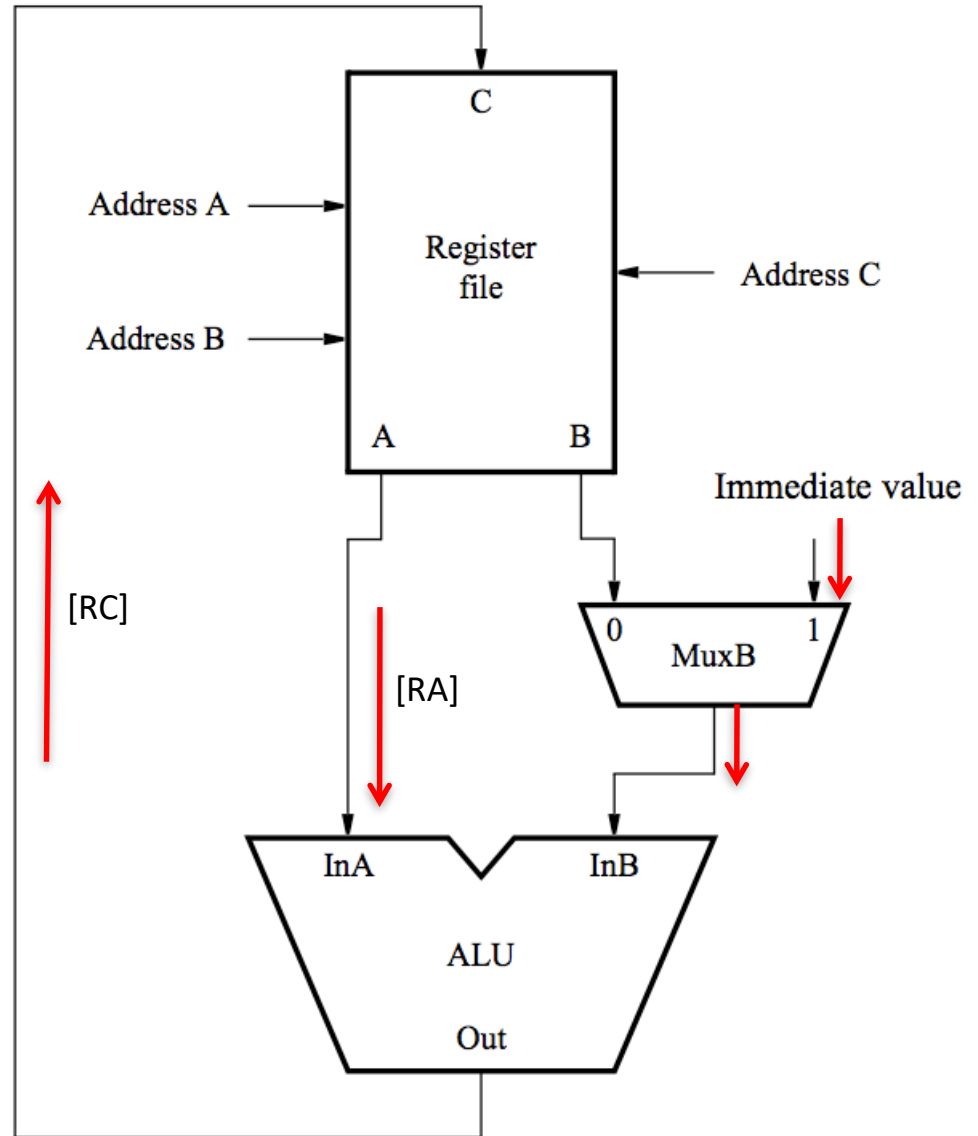 C
Address A
Register
file
Address C
Address B
A
B
Immediate value
[RC]
0
1
MuxB
[RA]
InA
InB
ALU
Out